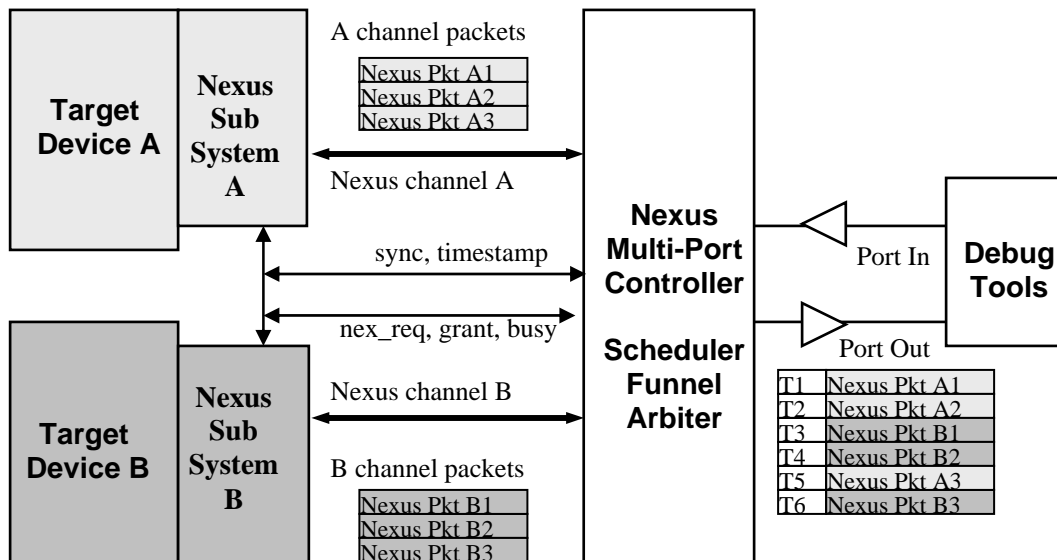 A channel packets
Nexus Pkt A1
Nexus Pkt A2
Nexus Pkt A3
Target
Device A
Nexus
Sub
System
A
Nexus channel A
sync, timestamp
nex_req, grant, busy
Nexus channel B
Target
Device B
Nexus
Sub
System
B
B channel packets
Nexus Pkt B1
Nexus Pkt B2
Nexus Pkt B3
Nexus
Multi-Port
Controller
Scheduler
Funnel
Arbiter
Port In
Debug
Tools
Port Out
T1 Nexus Pkt A1
T2 Nexus Pkt A2
T3 Nexus Pkt B1
T4 Nexus Pkt B2
T5 Nexus Pkt A3
T6 Nexus Pkt B3